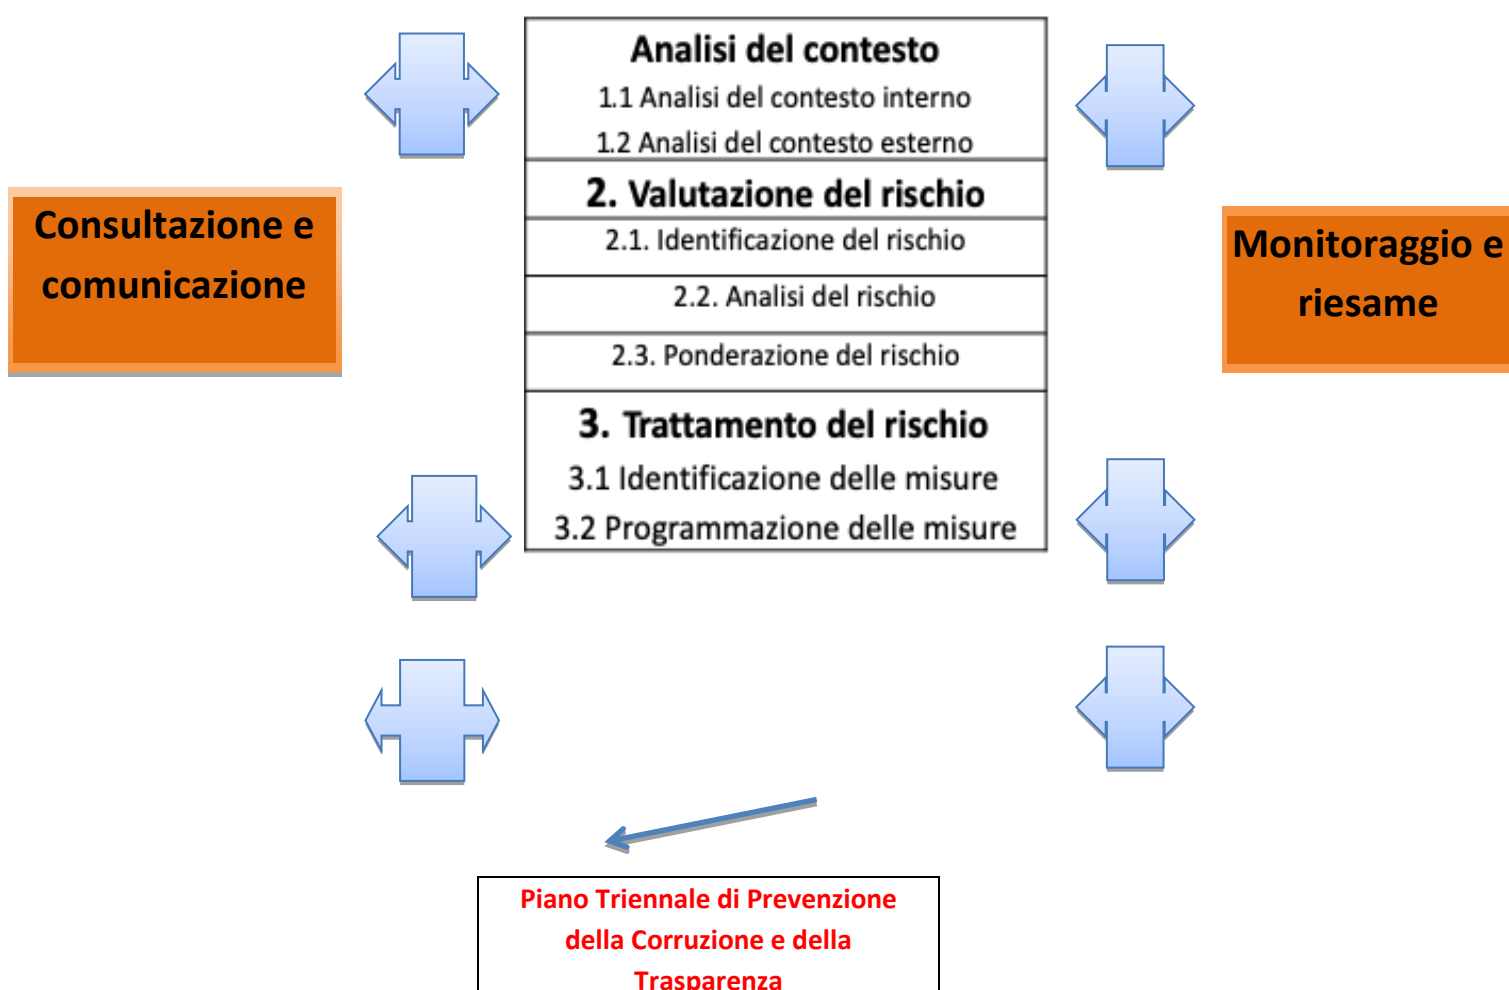 Analisi del contesto
1.1 Analisi del contesto interno
1.2 Analisi del contesto esterno
2. Valutazione del rischio
2.1. Identificazione del rischio
2.2. Analisi del rischio
2.3. Ponderazione del rischio
3. Trattamento del rischio
3.1 Identificazione delle misure
3.2 Programmazione delle misure
Consultazione e
comunicazione
Monitoraggio e
riesame
Piano Triennale di Prevenzione
della Corruzione e della
Trasparenza